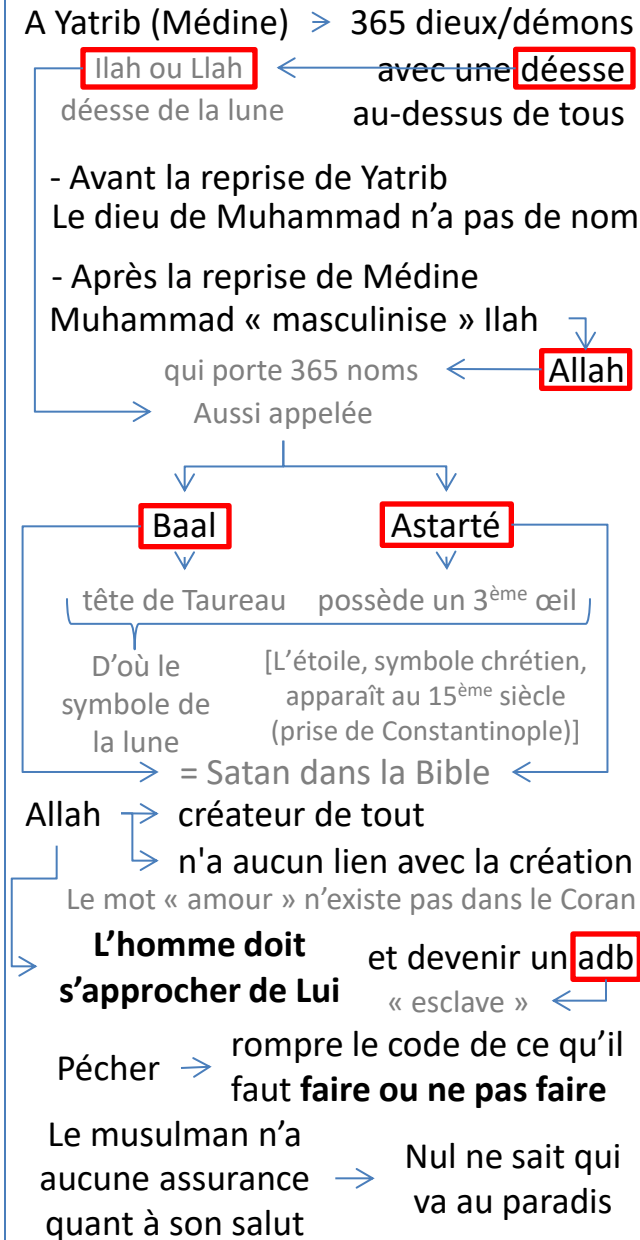 A Yatrib (Médine) 365 dieux/démons
Ilah ou Llah avec une déesse
déesse de la lune au-dessus de tous
- Avant la reprise de Yatrib
Le dieu de Muhammad n’a pas de nom
- Après la reprise de Médine
Muhammad « masculinise » Ilah
qui porte 365 noms Allah
Aussi appelée
Baal Astarté
tête de Taureau possède un 3ème œil
D’où le
symbole de
la lune
[L’étoile, symbole chrétien,
apparaît au 15ème siècle
(prise de Constantinople)]
= Satan dans la Bible
Allah créateur de tout
n'a aucun lien avec la création
Le mot « amour » n’existe pas dans le Coran
L’homme doit
s’approcher de Lui
et devenir un adb
« esclave »
Pécher
rompre le code de ce qu’il
faut faire ou ne pas faire
Le musulman n’a
aucune assurance
quant à son salut
Nul ne sait qui
va au paradis